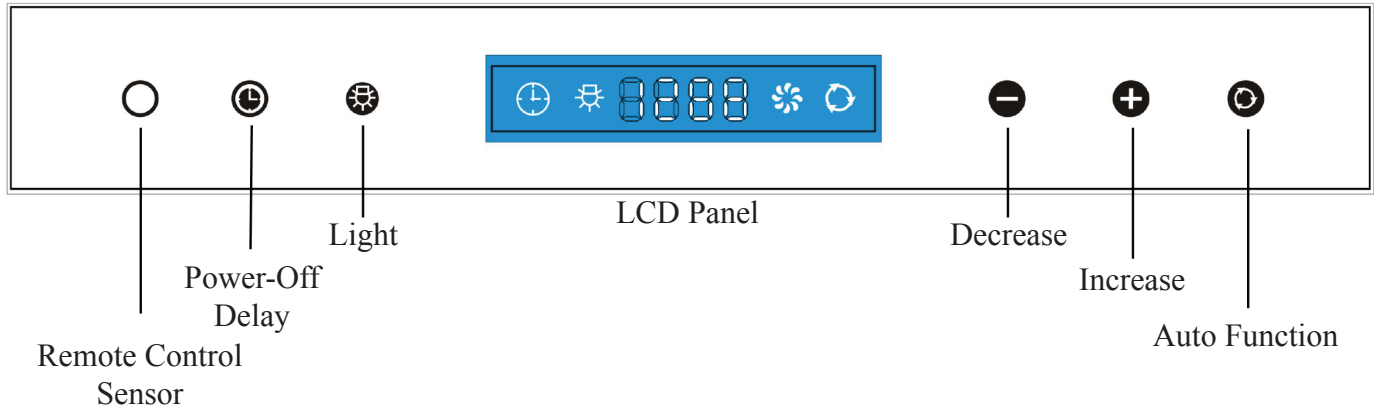 LCD Panel
Light
Decrease
Power-Off
Delay
Increase
Remote Control
Sensor
Auto Function